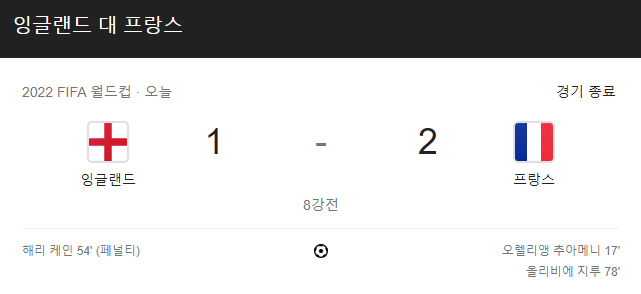 잉글랜드 대 프랑스
2022 FIFA 월드컵 · 오늘 경기 종료
1 - 2
잉글랜드 프랑스
8강전
해리 케인 54' (페널티) 오렐리앙 추아메니 17'
올리비에 지루 78'